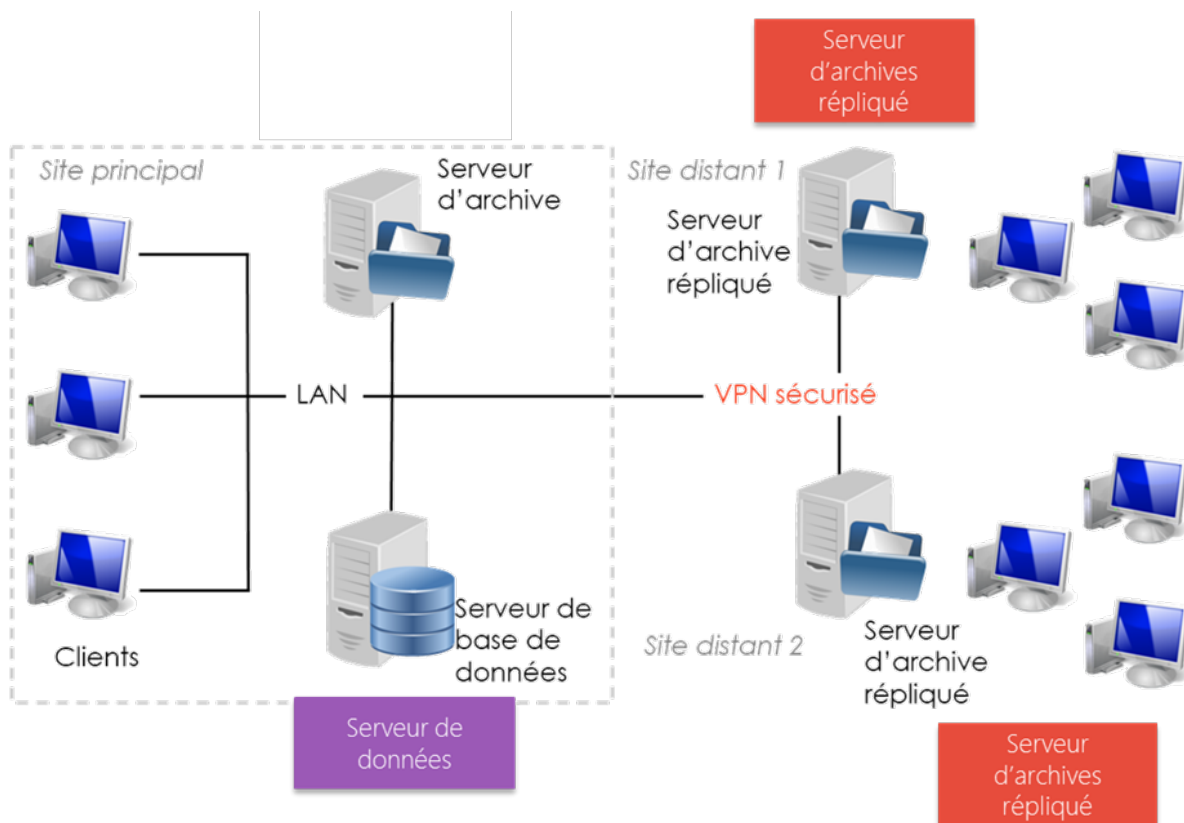 Serveur
d'archives
répliqué
Site principal
Serveur
d'archive
Site distant 1
Serveur
d'archive
répliqué
LAN
VPN sécurisé
Clients
Serveur de
base de
données
Site distant 2
Serveur
d'archive
répliqué
Serveur de
données
Serveur
d'archives
répliqué